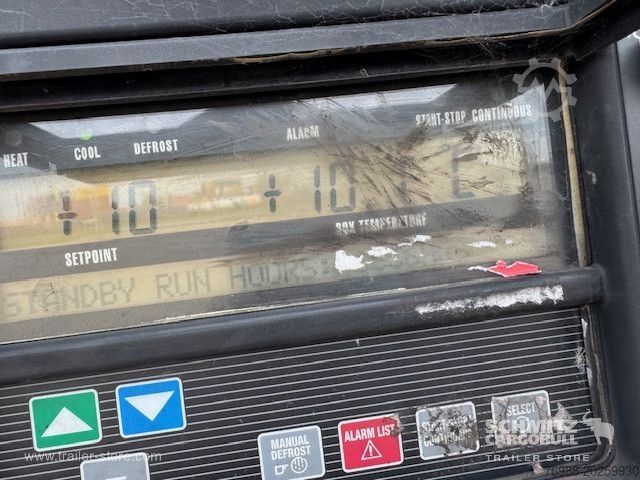 HEAT COOL DEFROST ALARM START-STOP CONTINUOUS
+10 +10 C
SETPOINT BOX TEMPERATURE
STANDBY RUN HOURS:
MANUAL DEFROST
ALARM LIST
SELECT
SCHMITZ
CARGOBULL
TRAILER STORE
www.trailer-store.com